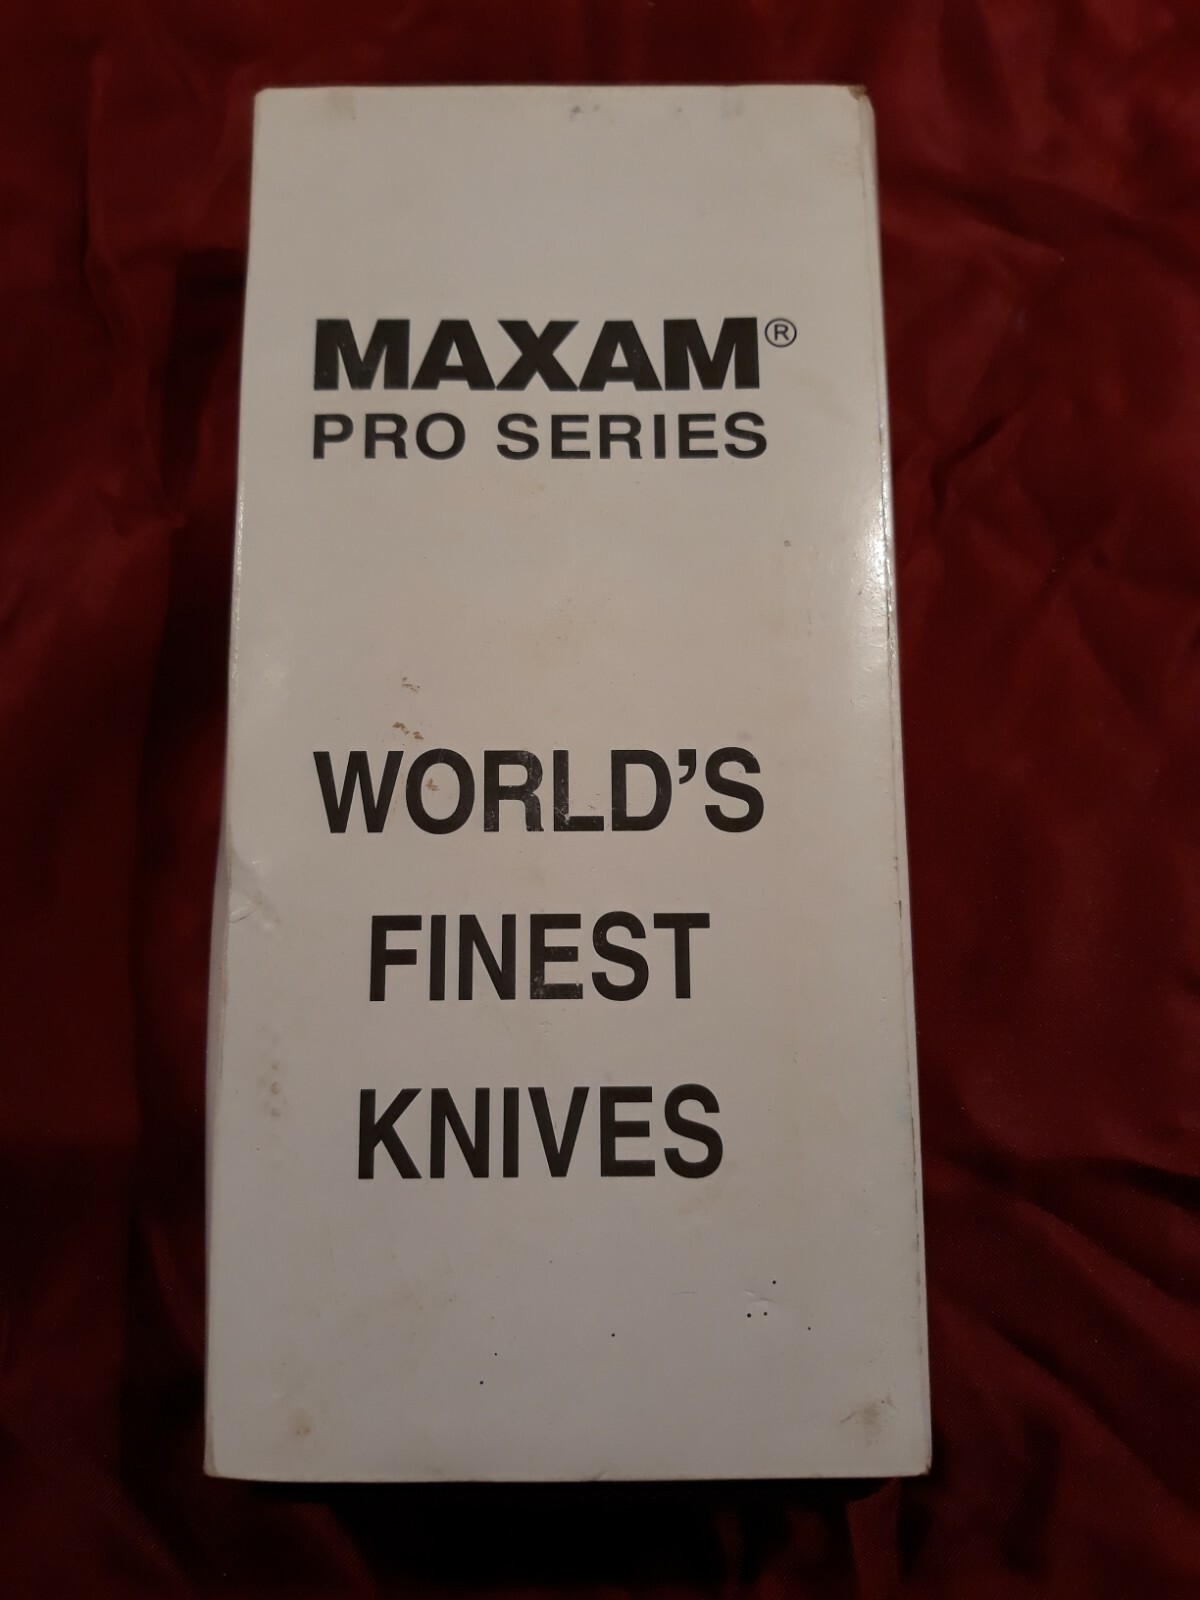 MAXAM®
PRO SERIES
WORLD'S
FINEST
KNIVES